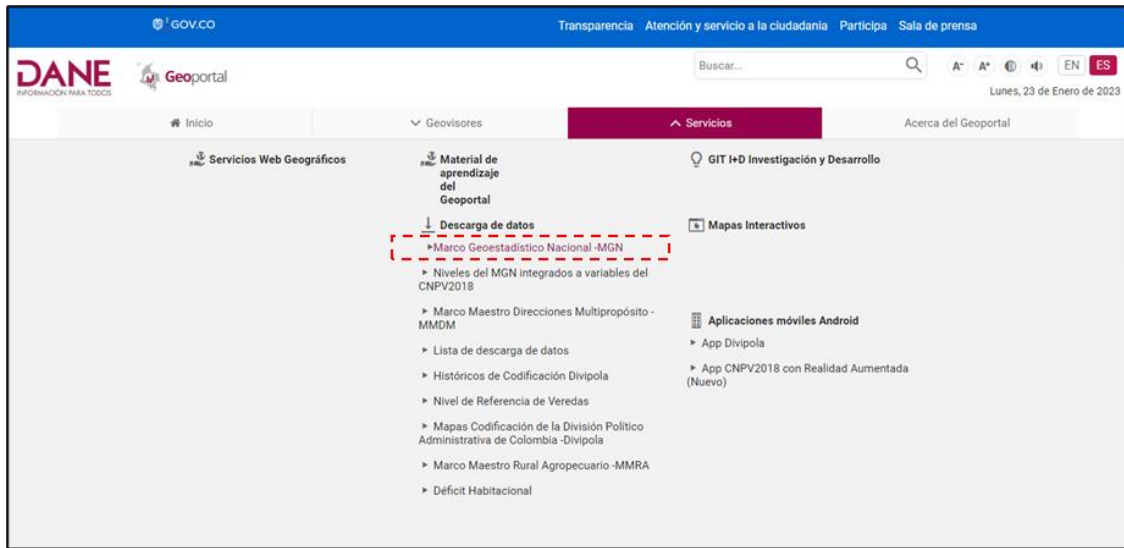 GOV.CO
Transparencia Atención y servicio a la ciudadania Participa Sala de prensa
DANE
INFORMACIÓN PARA TODOS
Geoportal
Buscar...
A- A+ EN ES
Lunes, 23 de Enero de 2023
Inicio
Geovisores
Servicios
Acerca del Geoportal
Servicios Web Geográficos
Material de
aprendizaje
del
Geoportal
GIT I+D Investigación y Desarrollo
Descarga de datos
Marco Geoestadístico Nacional -MGN
Niveles del MGN integrados a variables del
CNPV2018
Marco Maestro Direcciones Multipropósito -
MMDM
Lista de descarga de datos
Históricos de Codificación Divipola
Nivel de Referencia de Veredas
Mapas Codificación de la División Político
Administrativa de Colombia -Divipola
Marco Maestro Rural Agropecuario -MMRA
Déficit Habitacional
Mapas Interactivos
Aplicaciones móviles Android
App Divipola
App CNPV2018 con Realidad Aumentada
(Nuevo)